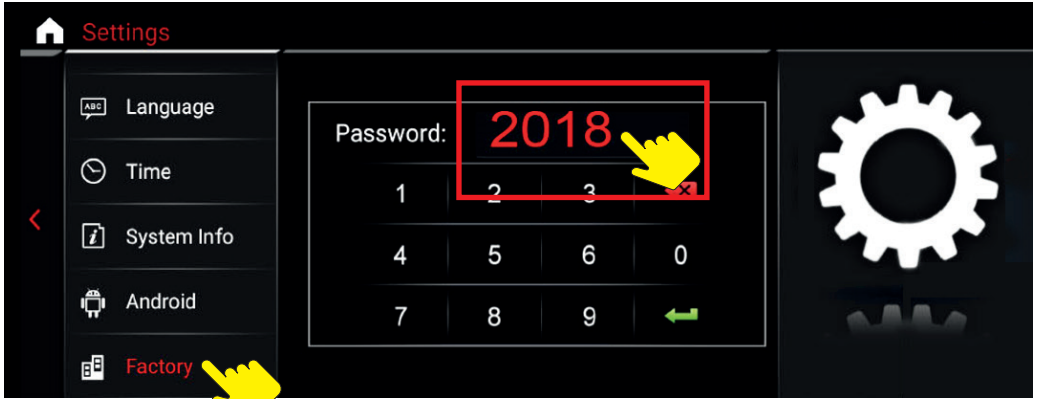 Settings
ABC Language
Time
i System Info
Android
Factory
Password: 2018
1 2 3
4 5 6 0
7 8 9